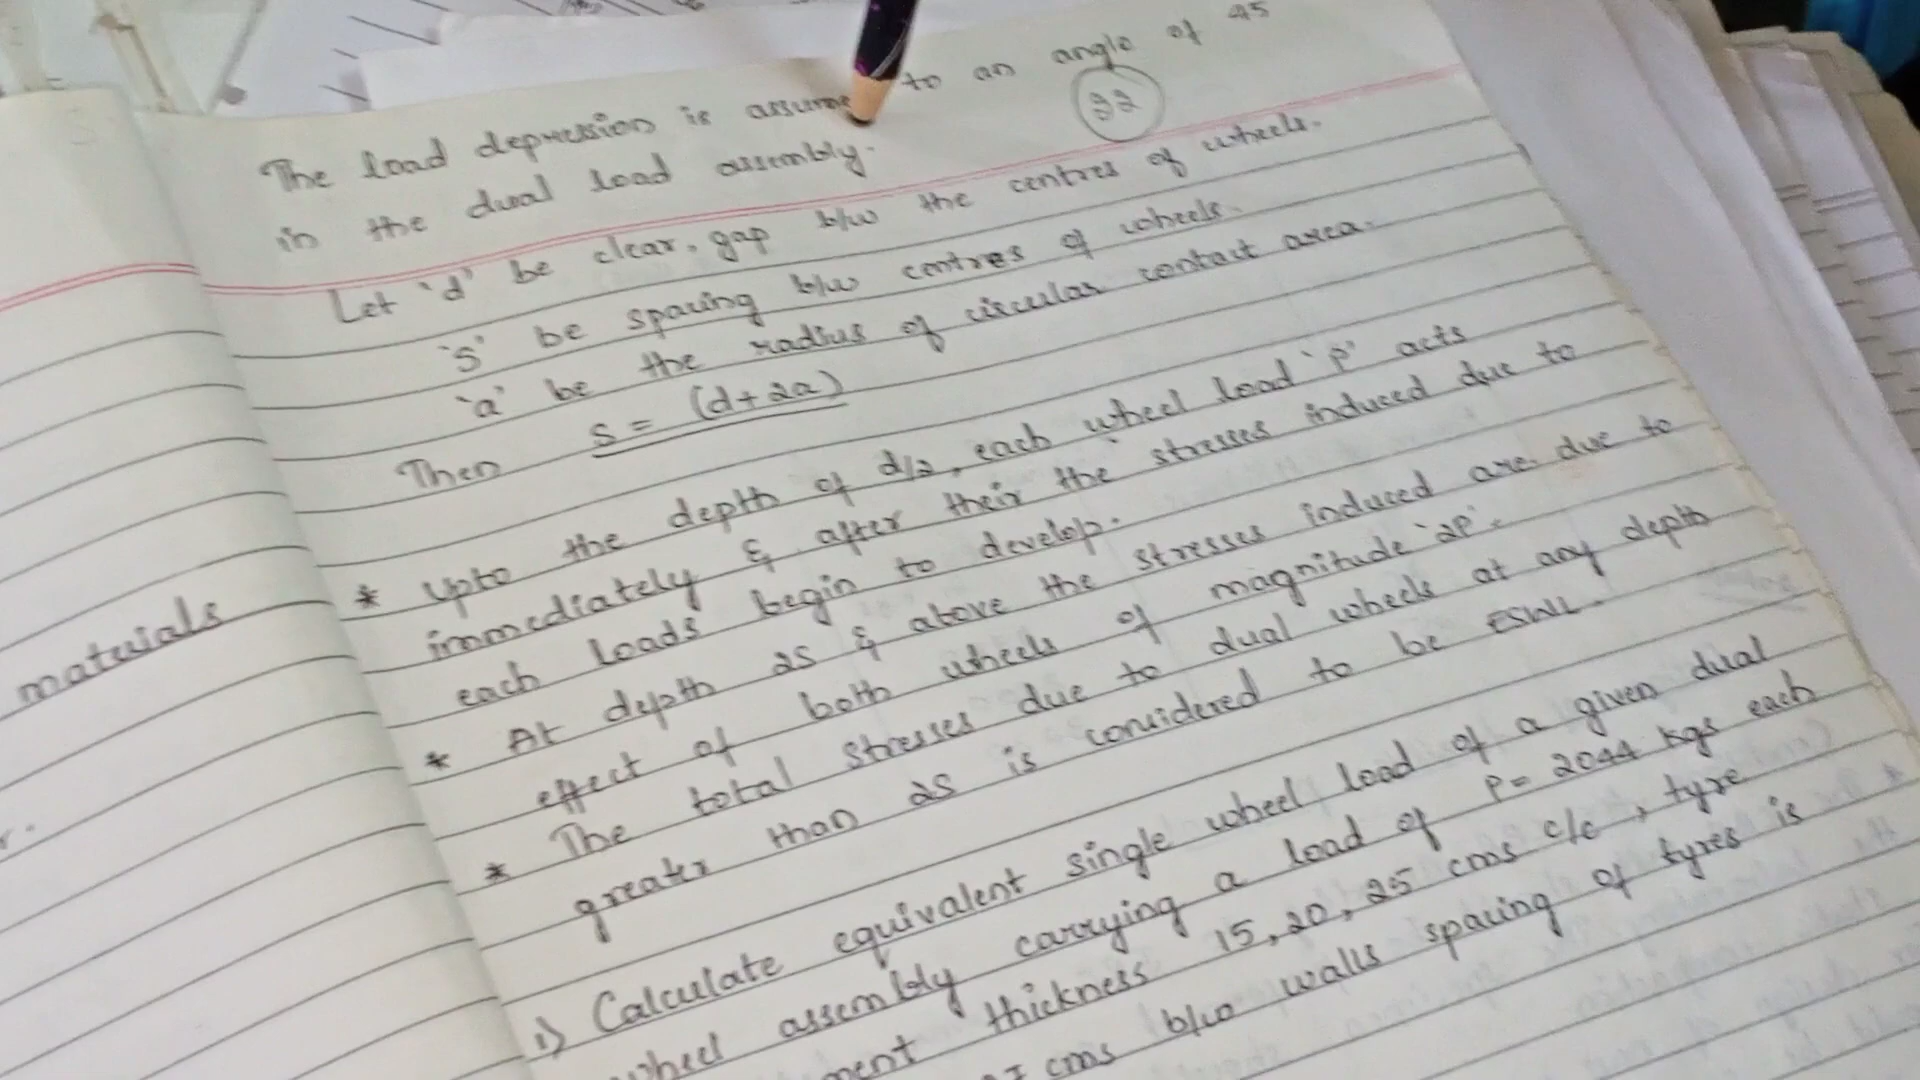 The load depression is assume to an angle of 45
32
in the dual load assembly.
Let 'd' be clear, gap b/w the centres of wheels.
's' be spacing b/w centres of wheels.
'a' be the radius of circular contact area.
Then s = (d+2a)
* Upto the depth of d/2, each wheel load 'P' acts
immediately & after their the stresses induced due to
each loads begin to develop.
* At depth 2s & above the stresses induced are due to
effect of both wheels of magnitude '2P'.
* The total stresses due to dual wheels at any depth
greater than 2s is considered to be ESWL.
1) Calculate equivalent single wheel load of a given dual
wheel assembly carrying a load of P= 2044 kgs each
ment thickness 15, 20, 25 cms c/c, tyre
cms b/w walls spacing of tyres is
materials